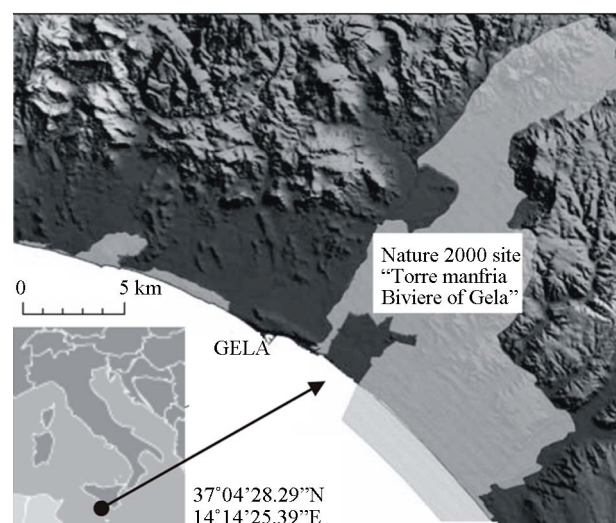 Nature 2000 site
“Torre manfria
Biviere of Gela”
0 5 km
GELA
37˚04’28.29”N
14˚14’25.39”E